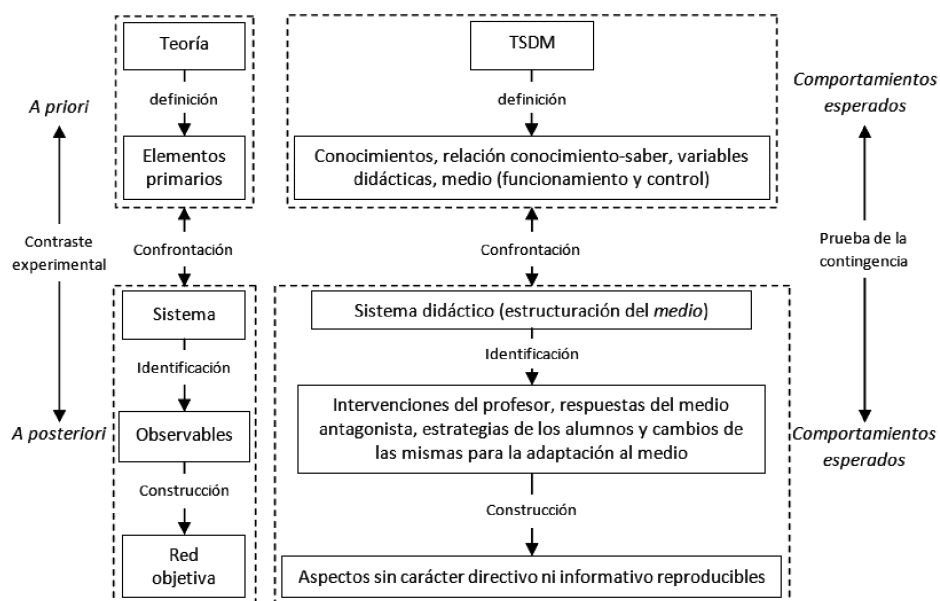 Teoría
TSDM
definición
definición
A priori
Comportamientos
esperados
Elementos
primarios
Conocimientos, relación conocimiento-saber, variables
didácticas, medio (funcionamiento y control)
Contraste
experimental
Confrontación
Confrontación
Prueba de la
contingencia
Sistema
Sistema didáctico (estructuración del medio)
Identificación
Identificación
A posteriori
Observables
Intervenciones del profesor, respuestas del medio
antagonista, estrategias de los alumnos y cambios de
las mismas para la adaptación al medio
Comportamientos
esperados
Construcción
Construcción
Red
objetiva
Aspectos sin carácter directivo ni informativo reproducibles